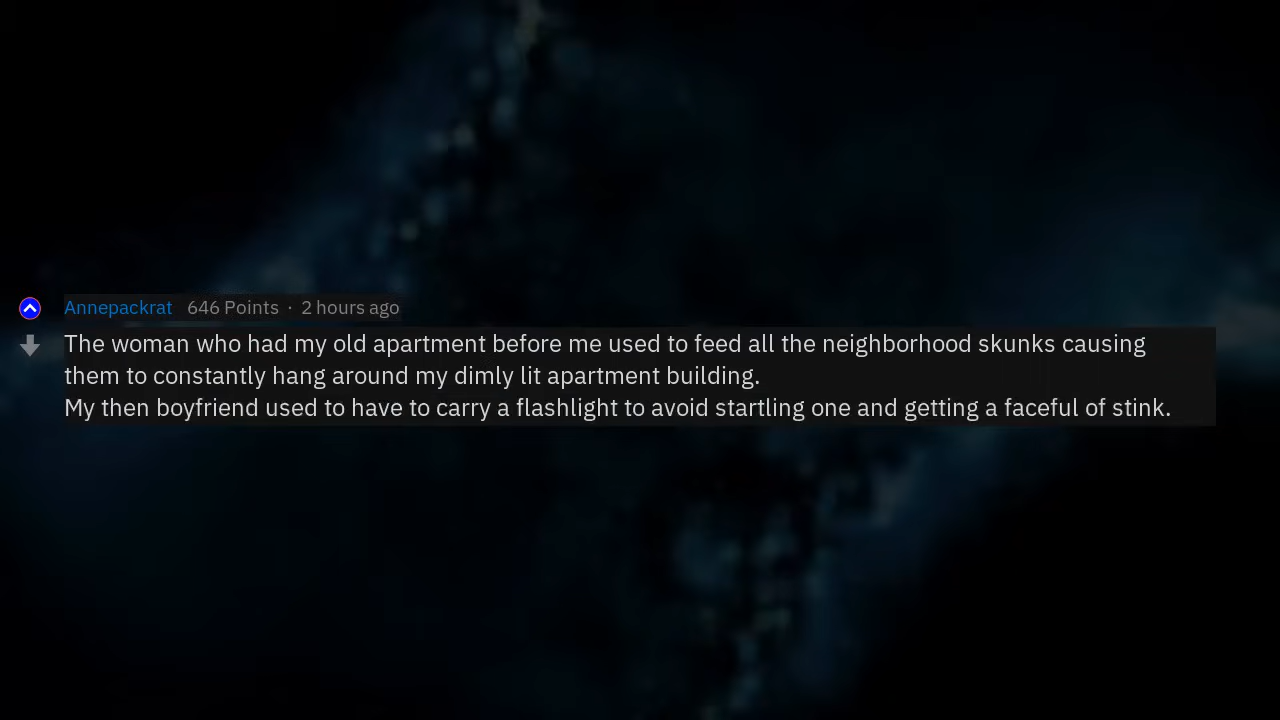 Annepackrat 646 Points · 2 hours ago
The woman who had my old apartment before me used to feed all the neighborhood skunks causing
them to constantly hang around my dimly lit apartment building.
My then boyfriend used to have to carry a flashlight to avoid startling one and getting a faceful of stink.